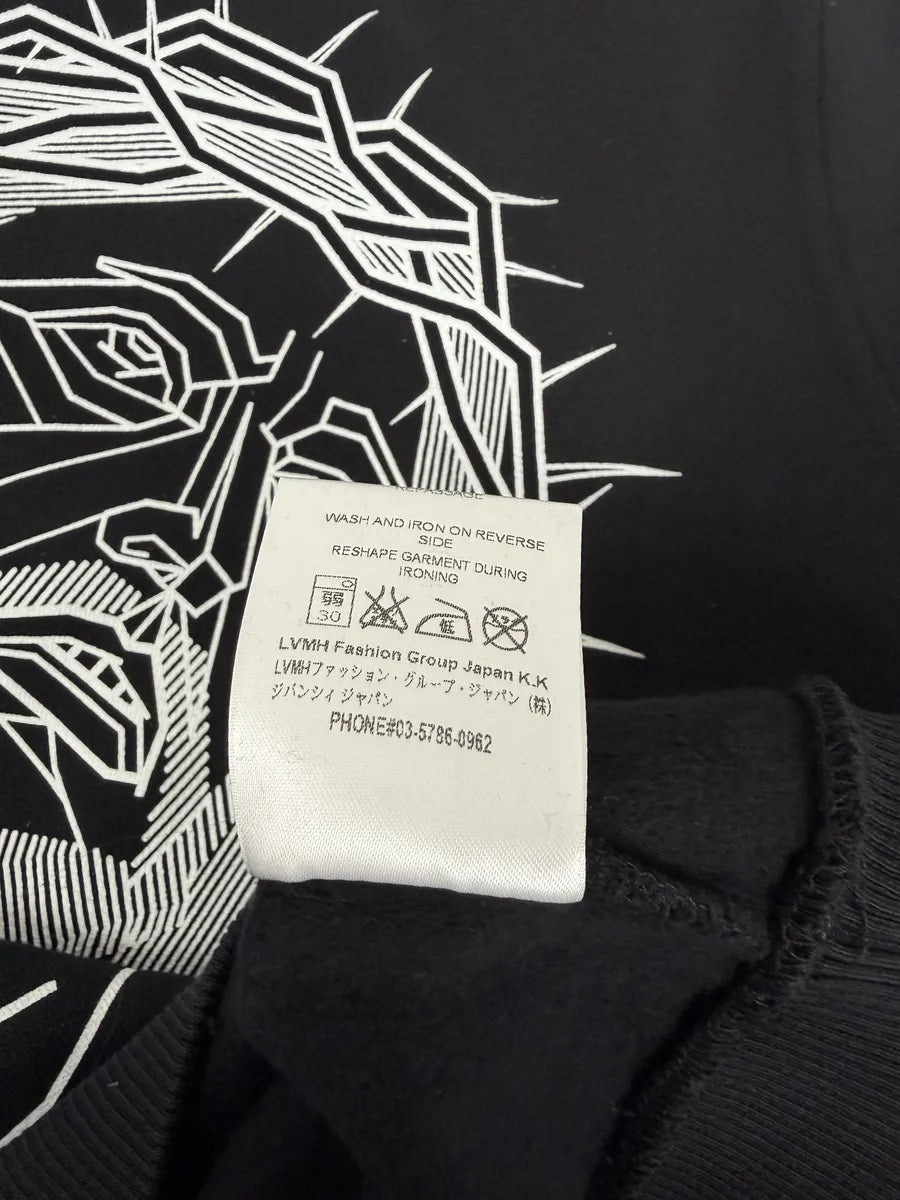 REPASSAGE
WASH AND IRON ON REVERSE
SIDE
RESHAPE GARMENT DURING
IRONING
弱
30
低
LVMH Fashion Group Japan K.K
LVMHファッション・グループ・ジャパン (株)
ジバンシィ ジャパン
PHONE#03-5786-0962